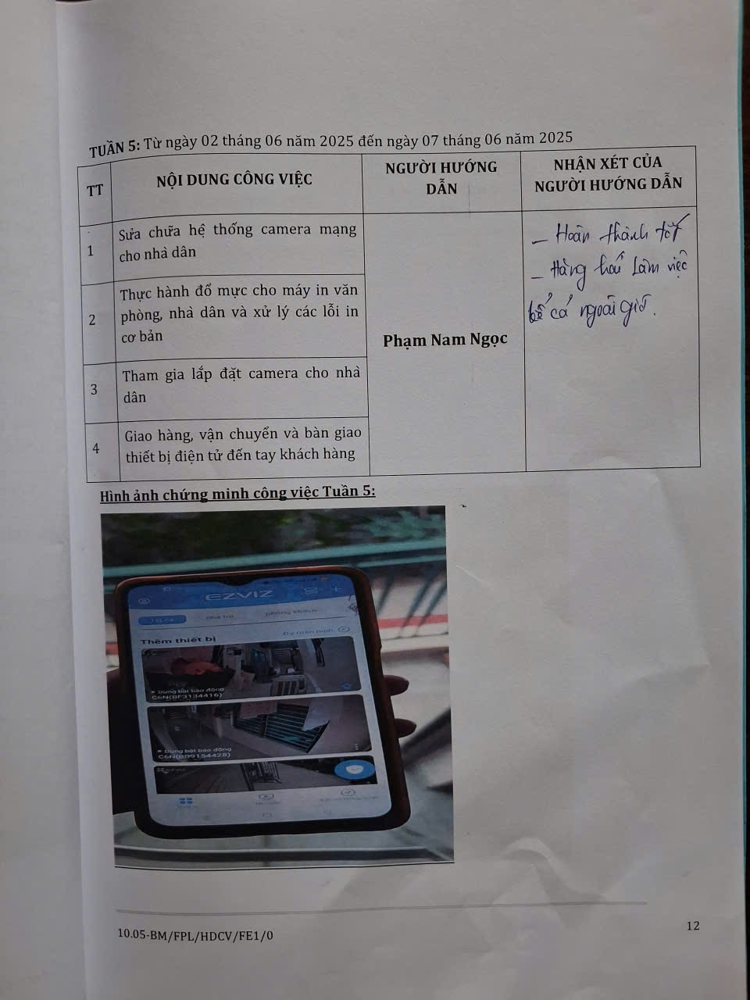 TUẦN 5: Từ ngày 02 tháng 06 năm 2025 đến ngày 07 tháng 06 năm 2025
TT
NỘI DUNG CÔNG VIỆC
NGƯỜI HƯỚNG
DẪN
NHẬN XÉT CỦA
NGƯỜI HƯỚNG DẪN
1
Sửa chữa hệ thống camera mạng
cho nhà dân
2
Thực hành đổ mực cho máy in văn
phòng, nhà dân và xử lý các lỗi in
cơ bản
3
Tham gia lắp đặt camera cho nhà
dân
4
Giao hàng, vận chuyển và bàn giao
thiết bị điện tử đến tay khách hàng
Phạm Nam Ngọc
– Hoàn thành tốt
– Hăng hái làm việc
kể cả ngoài giờ.
Hình ảnh chứng minh công việc Tuần 5:
EZVIZ
Tất cả nhà trọ phòng khách
Thêm thiết bị
Dừng bật báo động
C6N(BF3134416)
Dừng bật báo động
C6N(BD9154428)
10.05-BM/FPL/HDCV/FE1/0
12